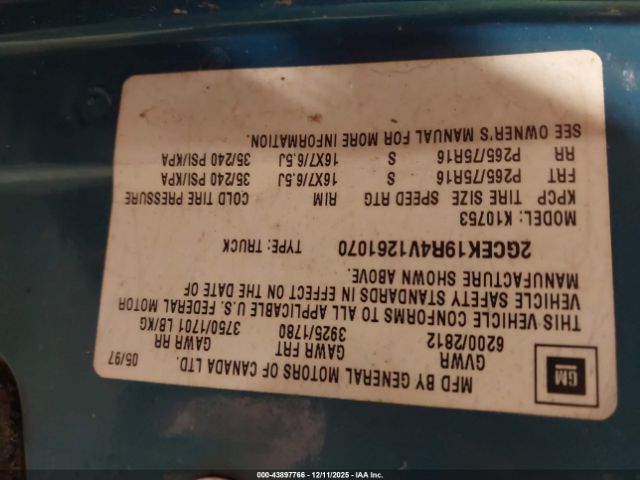 MFD BY GENERAL MOTORS OF CANADA LTD.
05/97
GVWR GAWR FRT GAWR RR
6200/2812 3925/1780 3750/1701 LB/KG
THIS VEHICLE CONFORMS TO ALL APPLICABLE U.S. FEDERAL MOTOR
VEHICLE SAFETY STANDARDS IN EFFECT ON THE DATE OF
MANUFACTURE SHOWN ABOVE.
2GCEK19R4V1261070 TYPE: TRUCK
MODEL: K10753
KPCP TIRE SIZE SPEED RTG RIM COLD TIRE PRESSURE
FRT P265/75R16 S 16X7/6.5J 35/240 PSI/KPA
RR P265/75R16 S 16X7/6.5J 35/240 PSI/KPA
SEE OWNER'S MANUAL FOR MORE INFORMATION.
GM
000-43897766 - 12/11/2025 - IAA Inc.